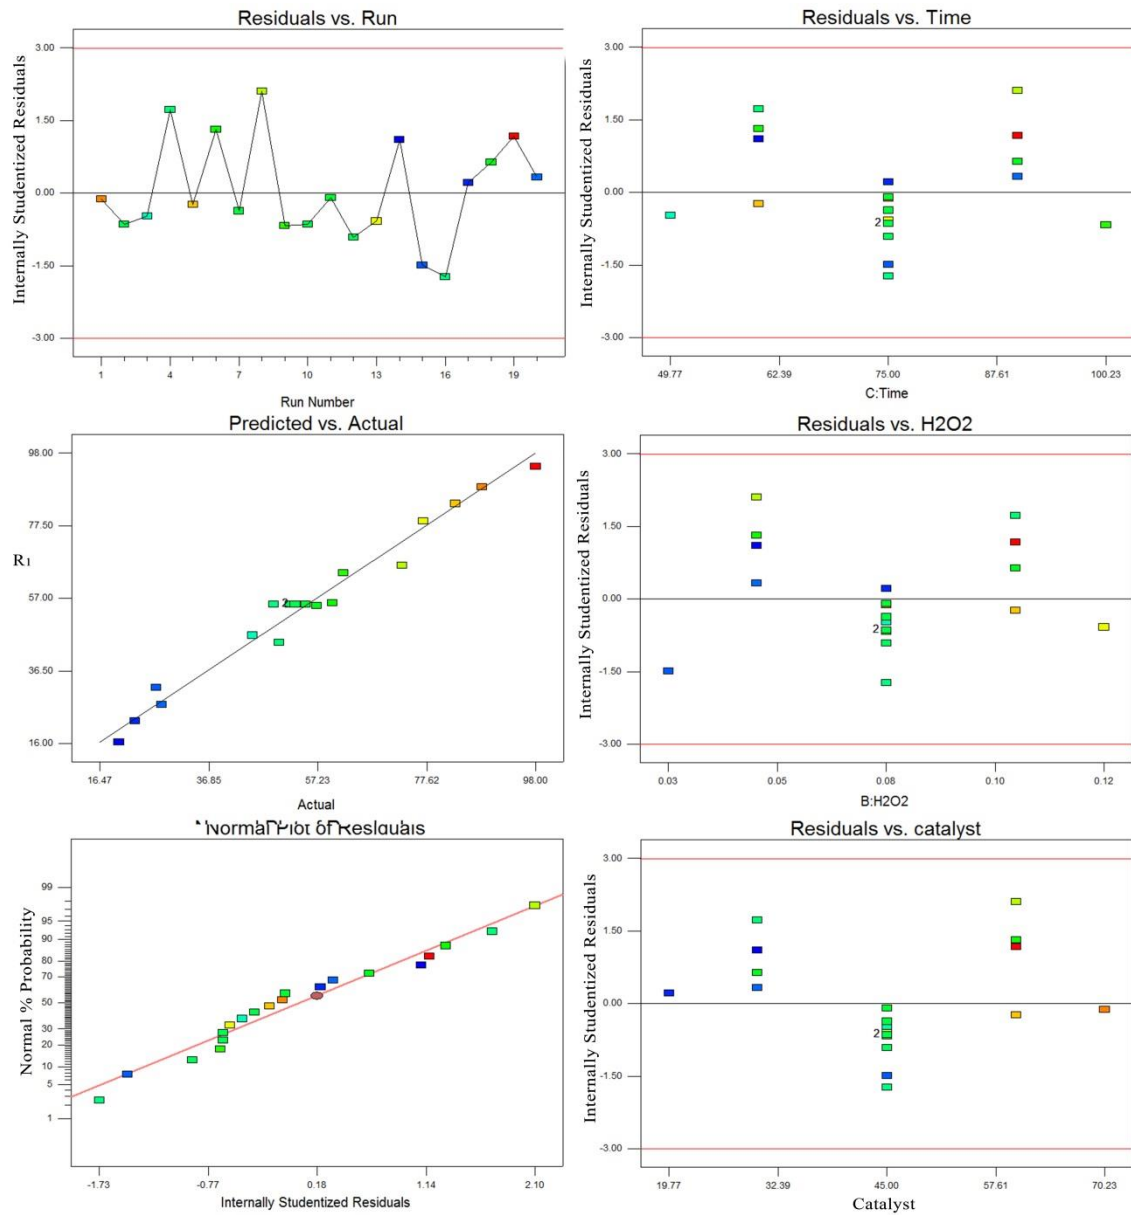 Residuals vs. Run
3.00
1.50
0.00
-1.50
-3.00
Internally Studentized Residuals
1 4 7 10 13 16 19
Run Number
Residuals vs. Time
3.00
1.50
0.00
-1.50
-3.00
Internally Studentized Residuals
2
49.77 62.39 75.00 87.61 100.23
C:Time
Predicted vs. Actual
98.00
77.50
57.00
36.50
16.00
R1
2
16.47 36.85 57.23 77.62 98.00
Actual
Residuals vs. H2O2
3.00
1.50
0.00
-1.50
-3.00
Internally Studentized Residuals
2
0.03 0.05 0.08 0.10 0.12
B:H2O2
Normal Plot of Residuals
99
95
90
80
70
50
30
20
10
5
1
Normal % Probability
-1.73 -0.77 0.18 1.14 2.10
Internally Studentized Residuals
Residuals vs. catalyst
3.00
1.50
0.00
-1.50
-3.00
Internally Studentized Residuals
2
19.77 32.39 45.00 57.61 70.23
Catalyst